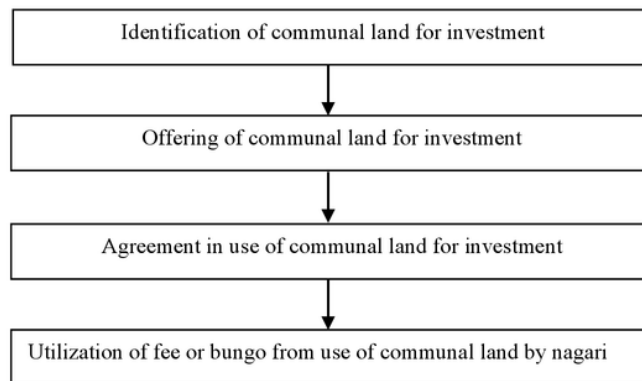 Identification of communal land for investment
Offering of communal land for investment
Agreement in use of communal land for investment
Utilization of fee or bungo from use of communal land by nagari